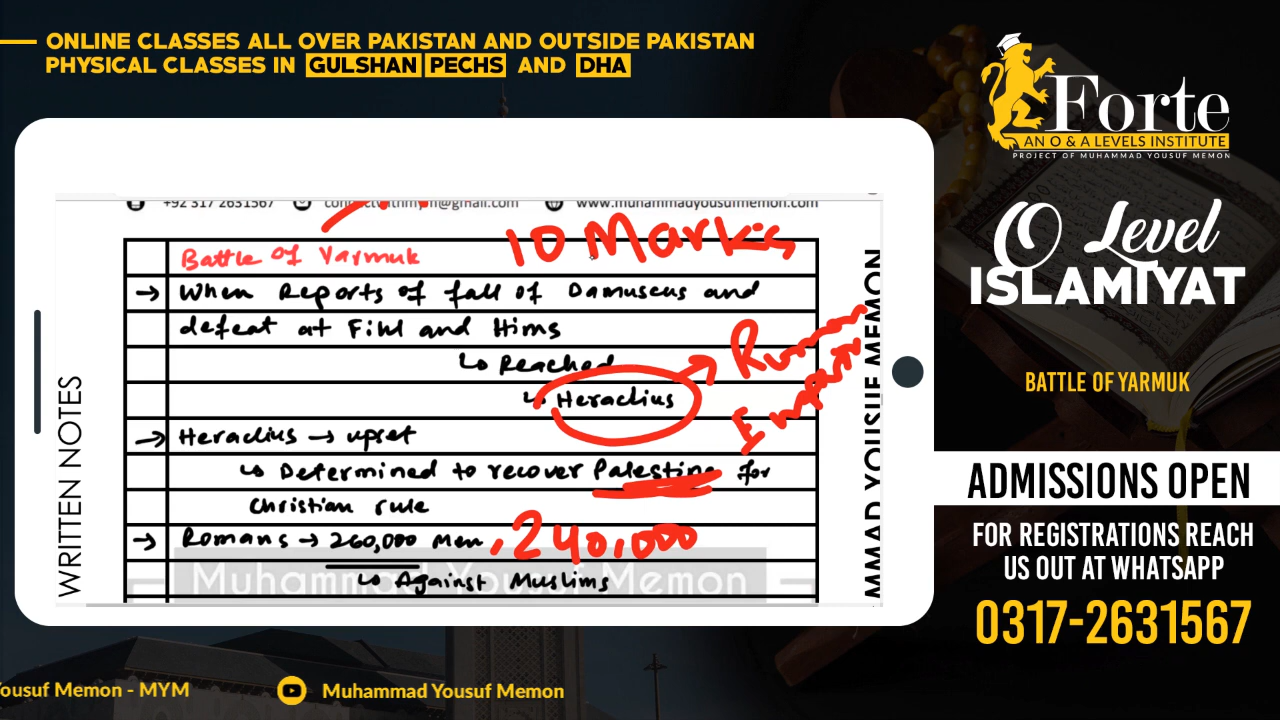 ONLINE CLASSES ALL OVER PAKISTAN AND OUTSIDE PAKISTAN
PHYSICAL CLASSES IN GULSHAN PECHS AND DHA
Forte
AN O & A LEVELS INSTITUTE
PROJECT OF MUHAMMAD YOUSUF MEMON
O Level
ISLAMIYAT
BATTLE OF YARMUK
ADMISSIONS OPEN
FOR REGISTRATIONS REACH
US OUT AT WHATSAPP
0317-2631567
+92 317 2631567 @gmail.com www.muhammadyousufmemon.com
WRITTEN NOTES
Battle of Yarmuk
10 Marks
→ When Reports of fall of Damuscus and
defeat at Fihl and Hims
↳ Reached
↳ Heraclius → Roman
Emperor
→ Heraclius → upset
↳ Determined to recover Palestine for
Christian rule
→ Romans → 260,000 Men, 240,000
↳ Against Muslims
Muhammad Yousuf Memon
MMAD YOUSUF MEMON
ousuf Memon - MYM
Muhammad Yousuf Memon